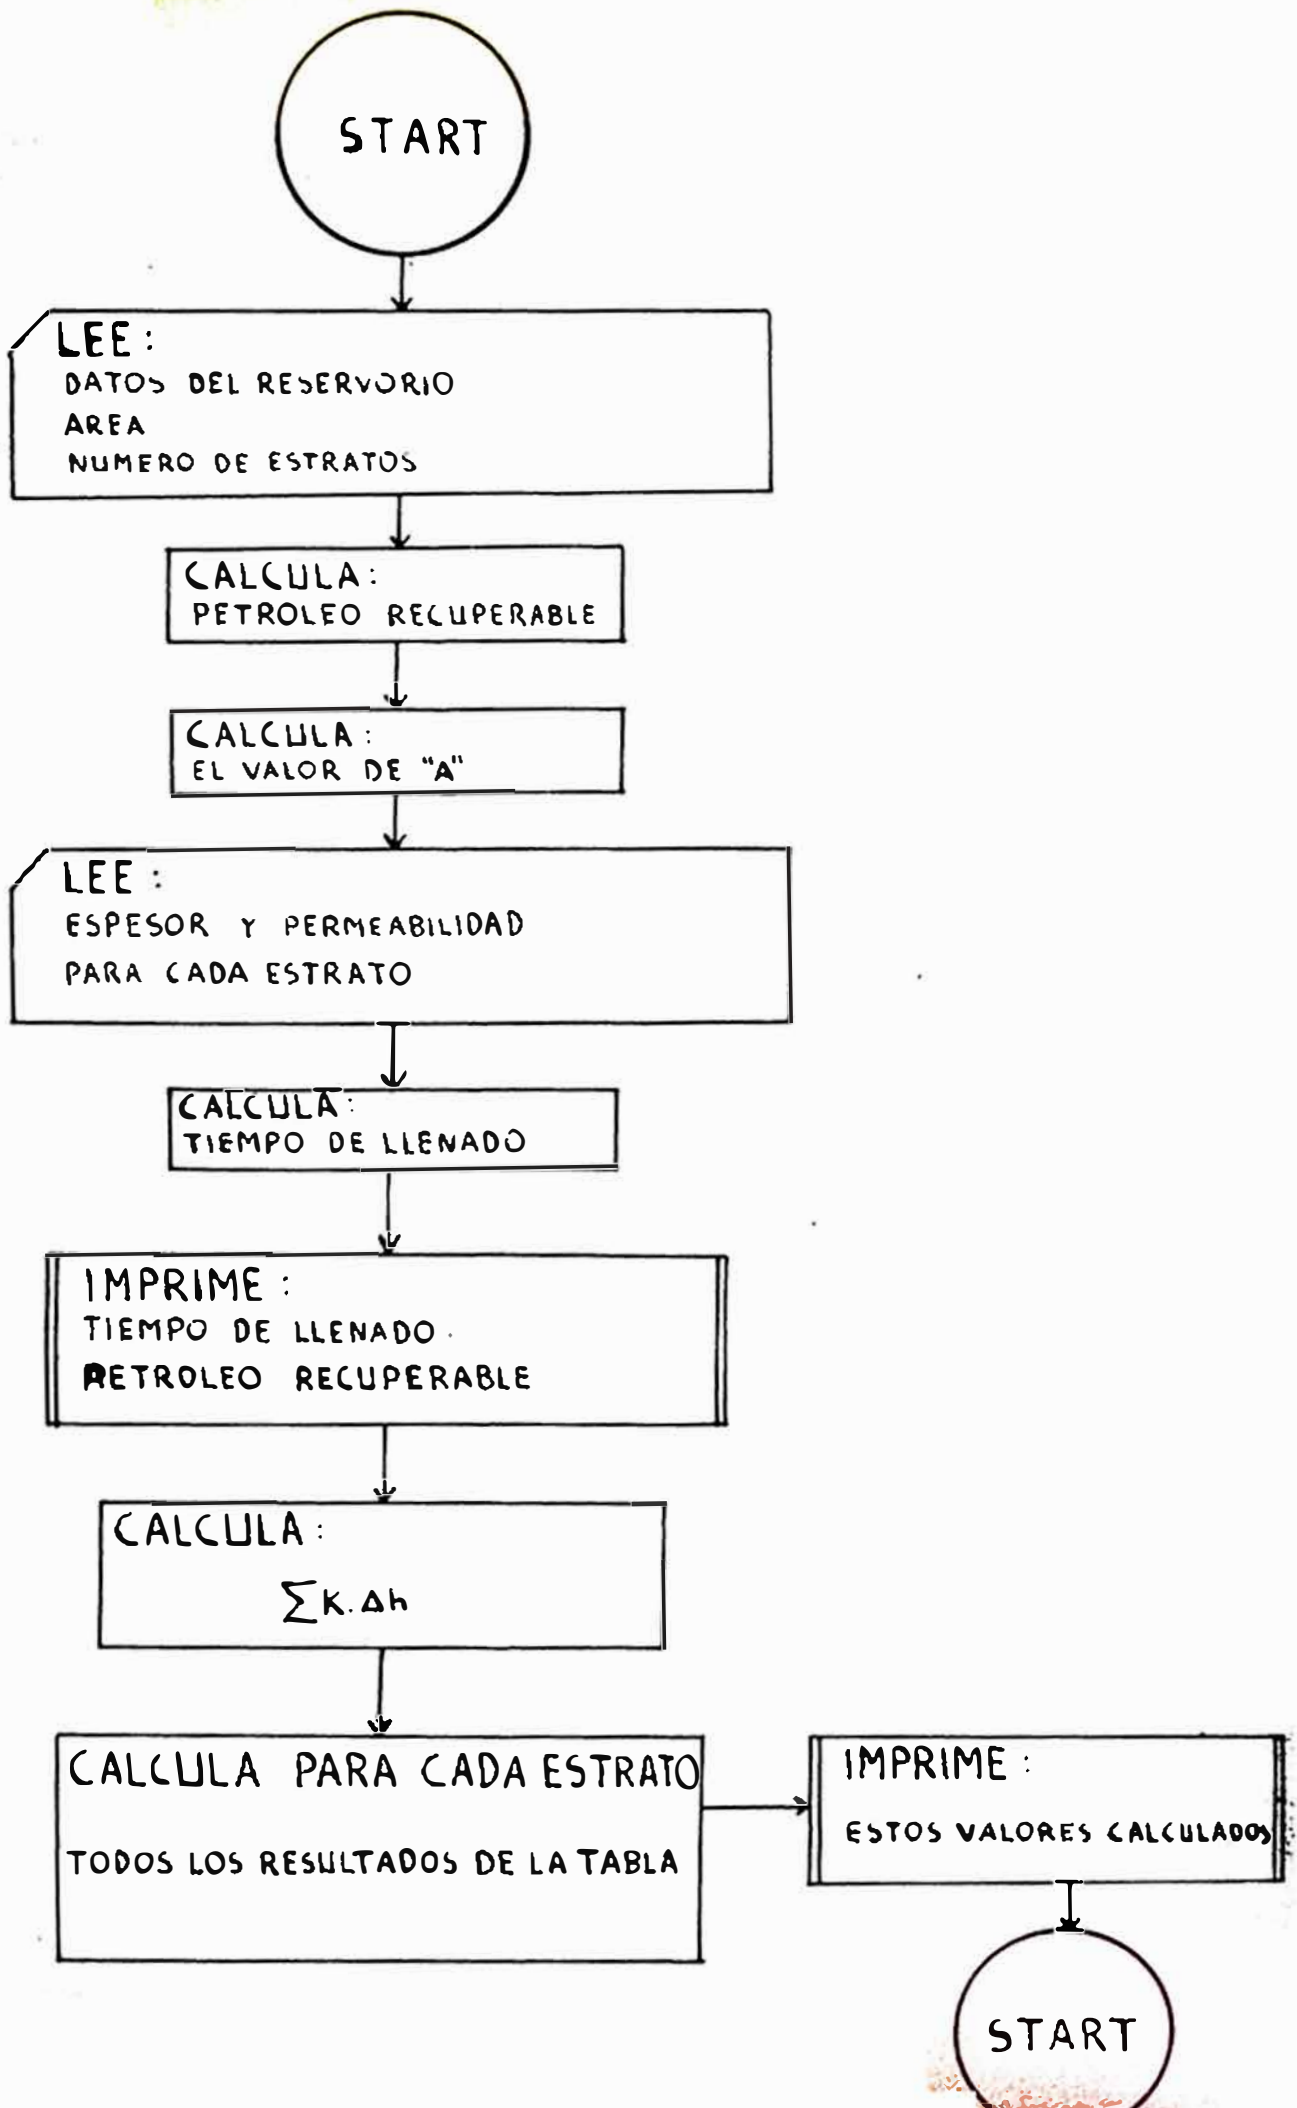 START
LEE:
DATOS DEL RESERVORIO
AREA
NUMERO DE ESTRATOS
CALCULA:
PETROLEO RECUPERABLE
CALCULA:
EL VALOR DE "A"
LEE:
ESPESOR Y PERMEABILIDAD
PARA CADA ESTRATO
CALCULA:
TIEMPO DE LLENADO
IMPRIME:
TIEMPO DE LLENADO
PETROLEO RECUPERABLE
CALCULA:
∑K.Δh
CALCULA PARA CADA ESTRATO
TODOS LOS RESULTADOS DE LA TABLA
IMPRIME:
ESTOS VALORES CALCULADOS
START